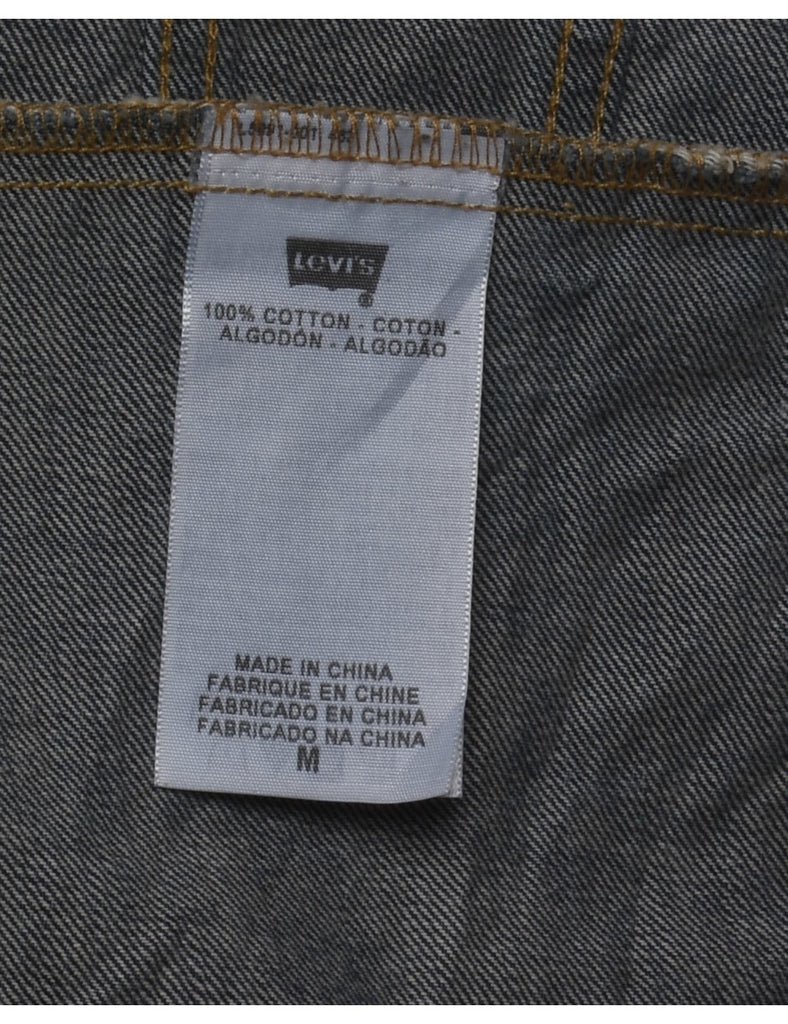 LEVI'S
®
100% COTTON - COTON -
ALGODÓN - ALGODÃO
MADE IN CHINA
FABRIQUE EN CHINE
FABRICADO EN CHINA
FABRICADO NA CHINA
M